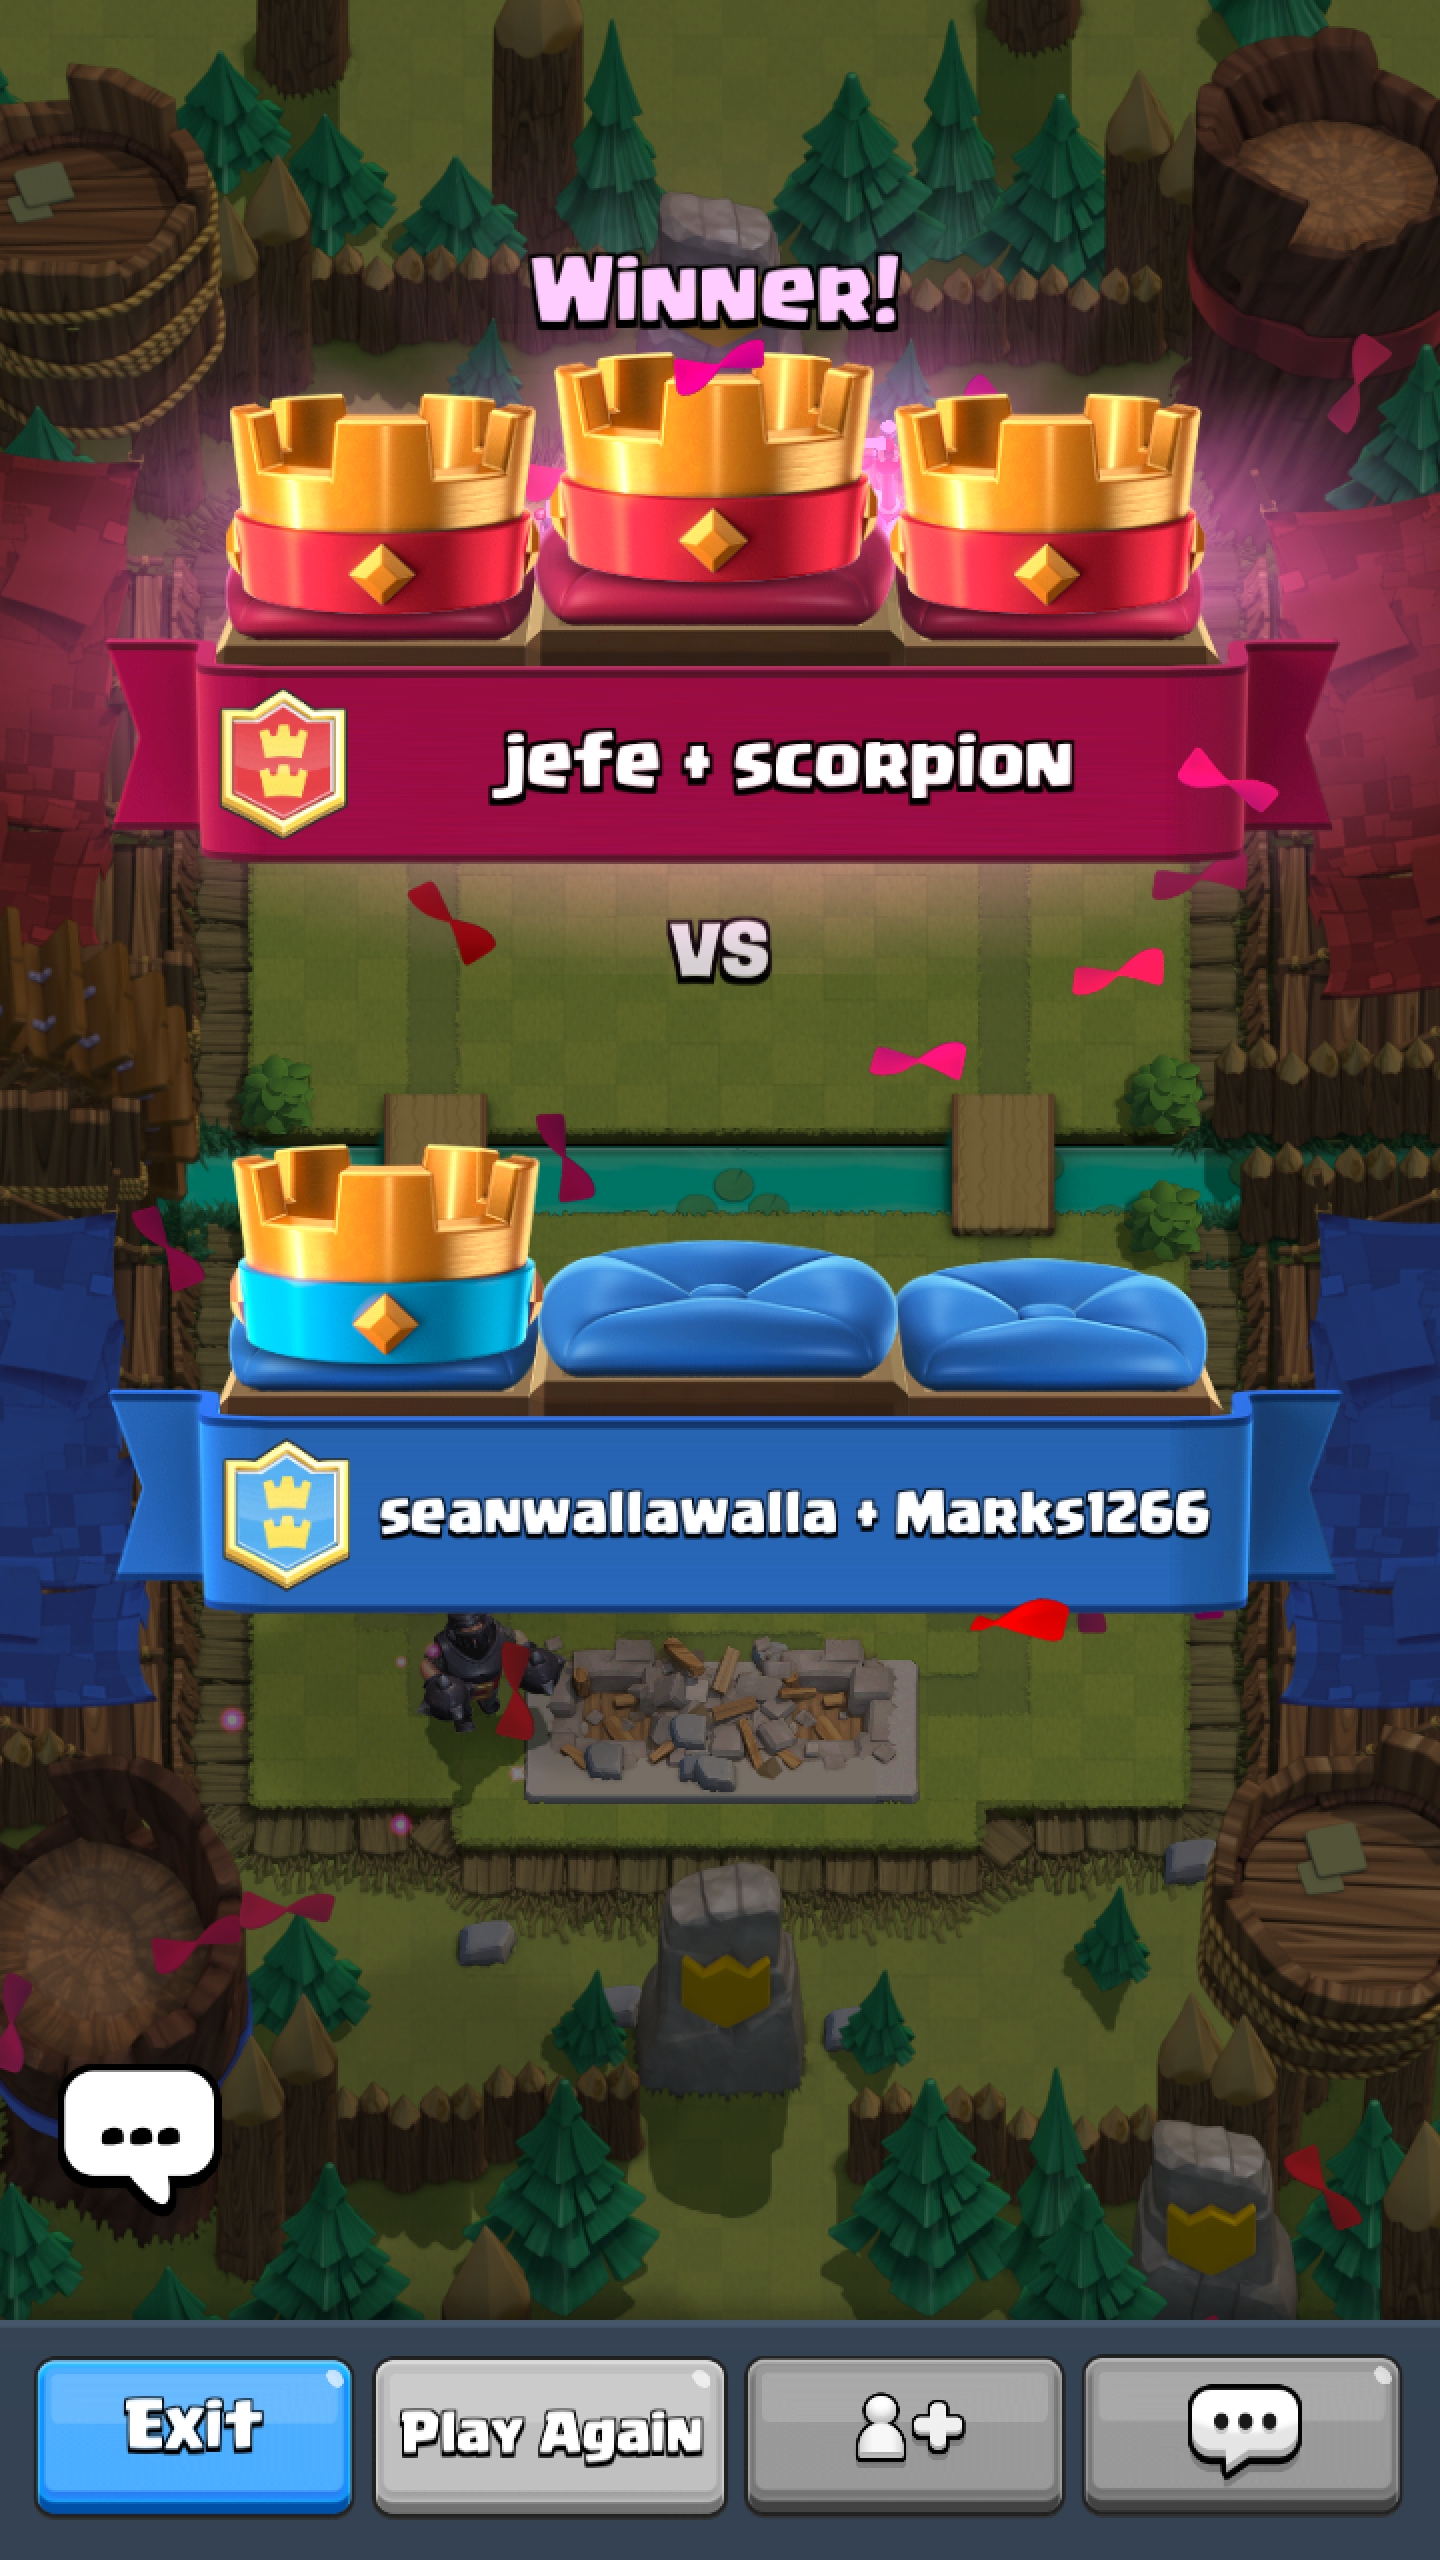 Winner!
jefe + scorpion
VS
seanwallawalla + Marks1266
Exit
Play Again